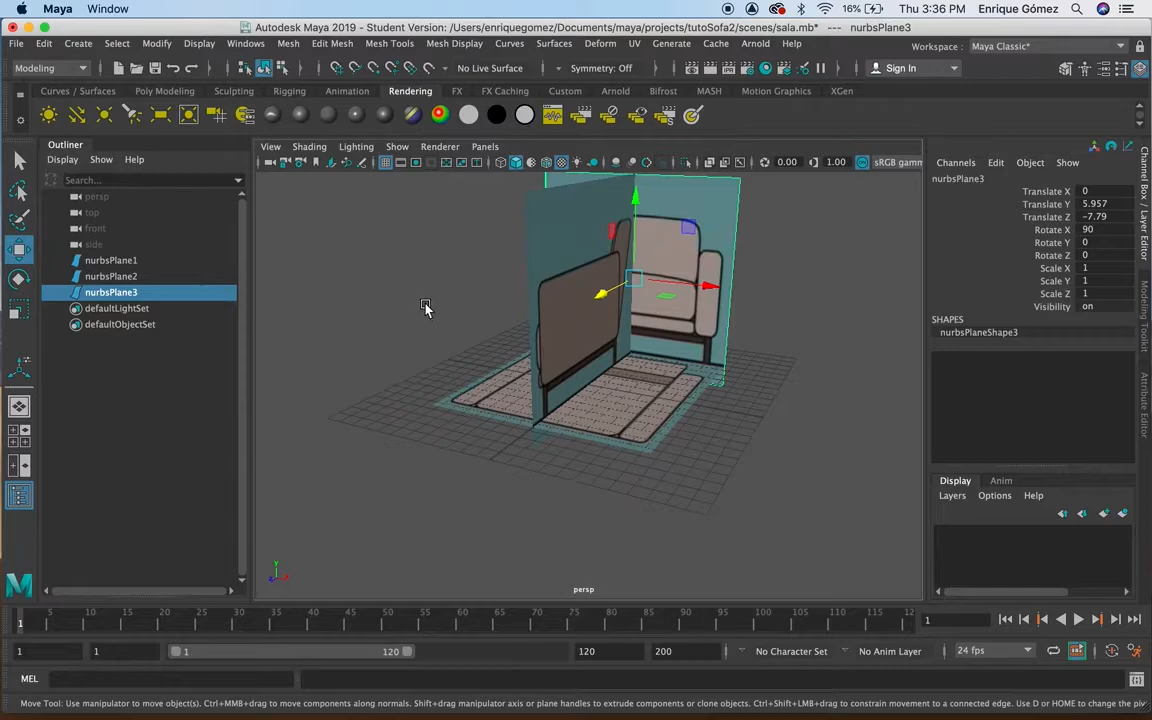 Maya Window Thu 3:36 PM Enrique Gómez 16%
Autodesk Maya 2019 - Student Version: /Users/enriquegomez/Documents/maya/projects/tutoSofa2/scenes/sala.mb* --- nurbsPlane3
File Edit Create Select Modify Display Windows Mesh Edit Mesh Mesh Tools Mesh Display Curves Surfaces Deform UV Generate Cache Arnold Help Workspace : Maya Classic*
Modeling No Live Surface Symmetry: Off Sign In
Curves / Surfaces Poly Modeling Sculpting Rigging Animation Rendering FX FX Caching Custom Arnold Bifrost MASH Motion Graphics XGen
Outliner
Display Show Help
Search...
persp
top
front
side
nurbsPlane1
nurbsPlane2
nurbsPlane3
defaultLightSet
defaultObjectSet
View Shading Lighting Show Renderer Panels
0.00 1.00 sRGB gamm
persp
Channels Edit Object Show
nurbsPlane3
Translate X 0
Translate Y 5.957
Translate Z -7.79
Rotate X 90
Rotate Y 0
Rotate Z 0
Scale X 1
Scale Y 1
Scale Z 1
Visibility on
SHAPES
nurbsPlaneShape3
Display Anim
Layers Options Help
Channel Box / Layer Editor
Modeling Toolkit
Attribute Editor
1 5 10 15 20 25 30 35 40 45 50 55 60 65 70 75 80 85 90 95 100 105 110 115 12 1
1 1 1 120 120 200 No Character Set No Anim Layer 24 fps
MEL
Move Tool: Use manipulator to move object(s). Ctrl+MMB+drag to move components along normals. Shift+drag manipulator axis or plane handles to extrude components or clone objects. Ctrl+Shift+LMB+drag to constrain movement to a connected edge. Use D or HOME to change the piv